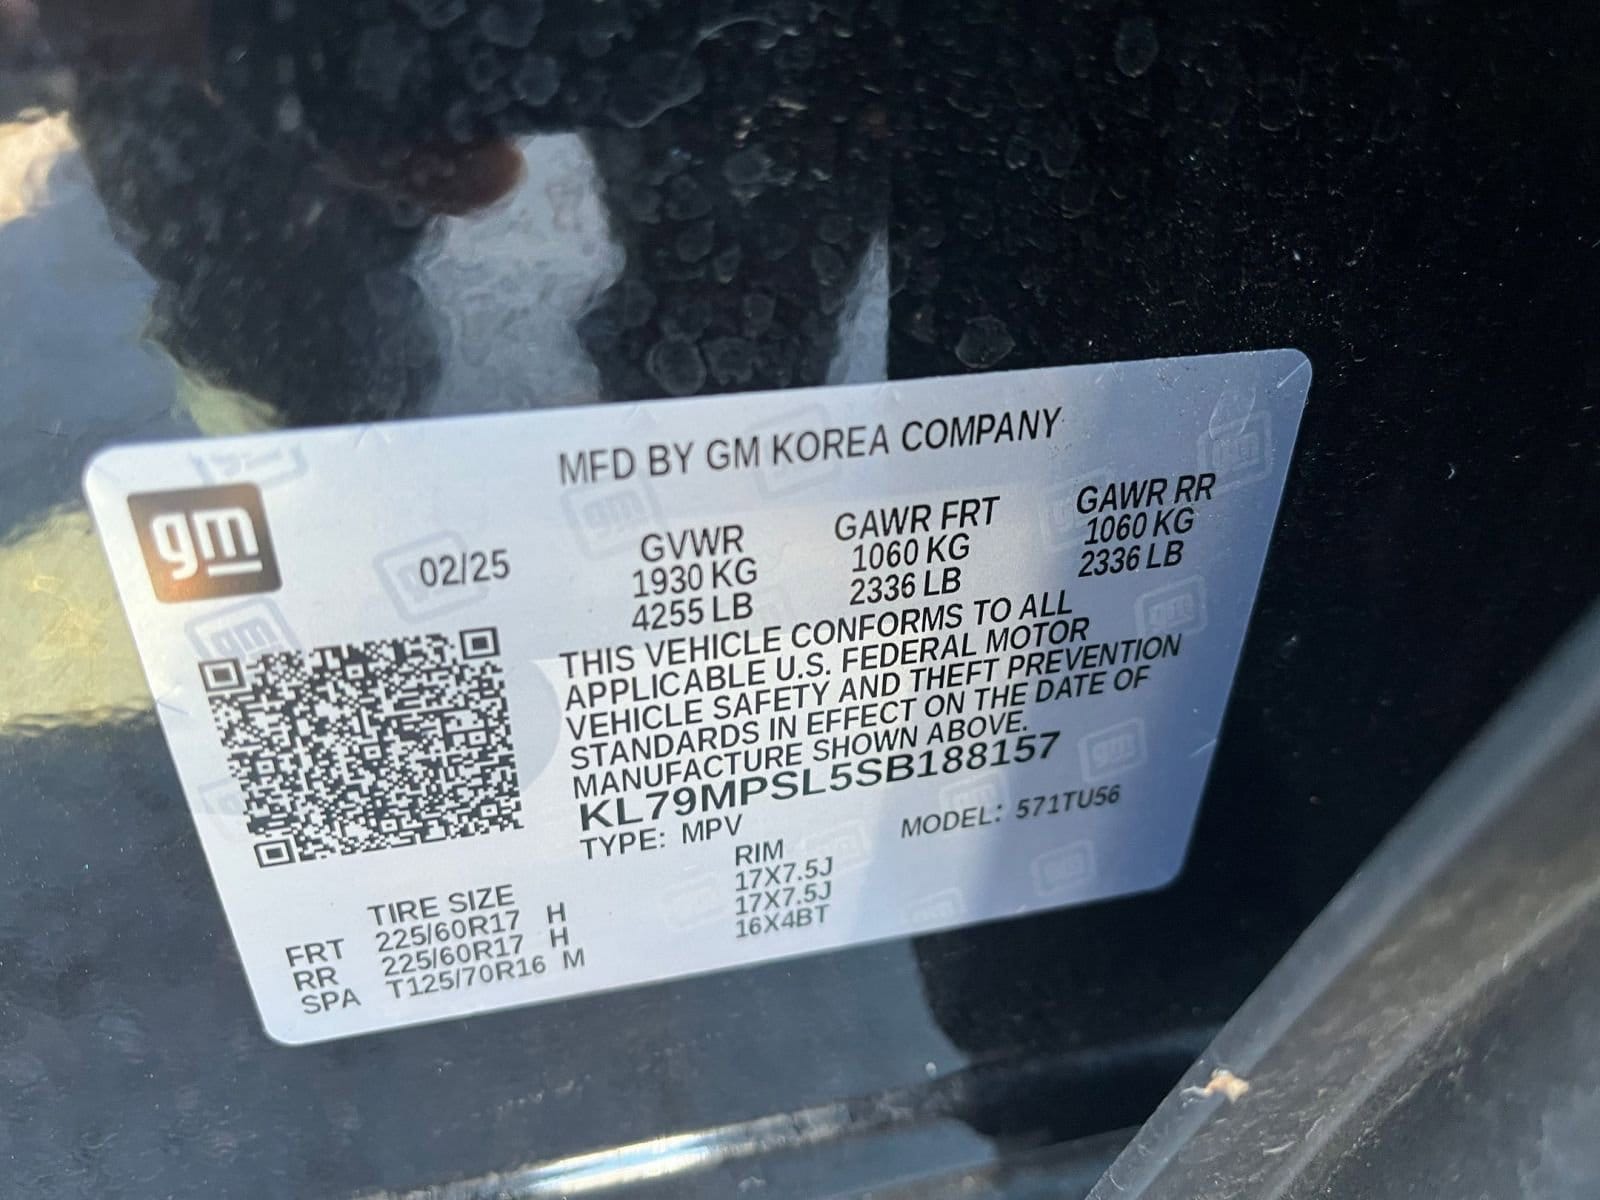 MFD BY GM KOREA COMPANY
gm
02/25
GVWR
1930 KG
4255 LB
GAWR FRT
1060 KG
2336 LB
GAWR RR
1060 KG
2336 LB
THIS VEHICLE CONFORMS TO ALL
APPLICABLE U.S. FEDERAL MOTOR
VEHICLE SAFETY AND THEFT PREVENTION
STANDARDS IN EFFECT ON THE DATE OF
MANUFACTURE SHOWN ABOVE.
KL79MPSL5SB188157
TYPE: MPV
MODEL: 571TU56
TIRE SIZE
RIM
FRT 225/60R17 H 17X7.5J
RR 225/60R17 H 17X7.5J
SPA T125/70R16 M 16X4BT